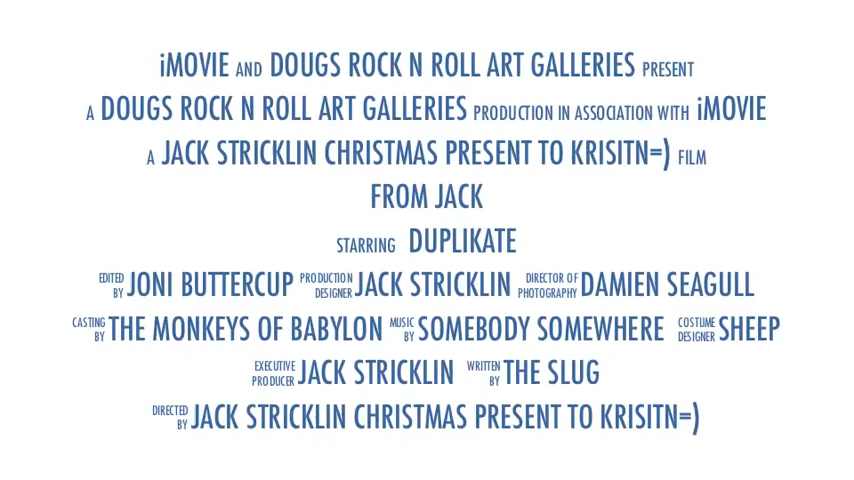 iMOVIE AND DOUGS ROCK N ROLL ART GALLERIES PRESENT
A DOUGS ROCK N ROLL ART GALLERIES PRODUCTION IN ASSOCIATION WITH iMOVIE
A JACK STRICKLIN CHRISTMAS PRESENT TO KRISITN=) FILM
FROM JACK
STARRING DUPLIKATE
EDITED BY JONI BUTTERCUP PRODUCTION DESIGNER JACK STRICKLIN DIRECTOR OF PHOTOGRAPHY DAMIEN SEAGULL
CASTING BY THE MONKEYS OF BABYLON MUSIC BY SOMEBODY SOMEWHERE COSTUME DESIGNER SHEEP
EXECUTIVE PRODUCER JACK STRICKLIN WRITTEN BY THE SLUG
DIRECTED BY JACK STRICKLIN CHRISTMAS PRESENT TO KRISITN=)